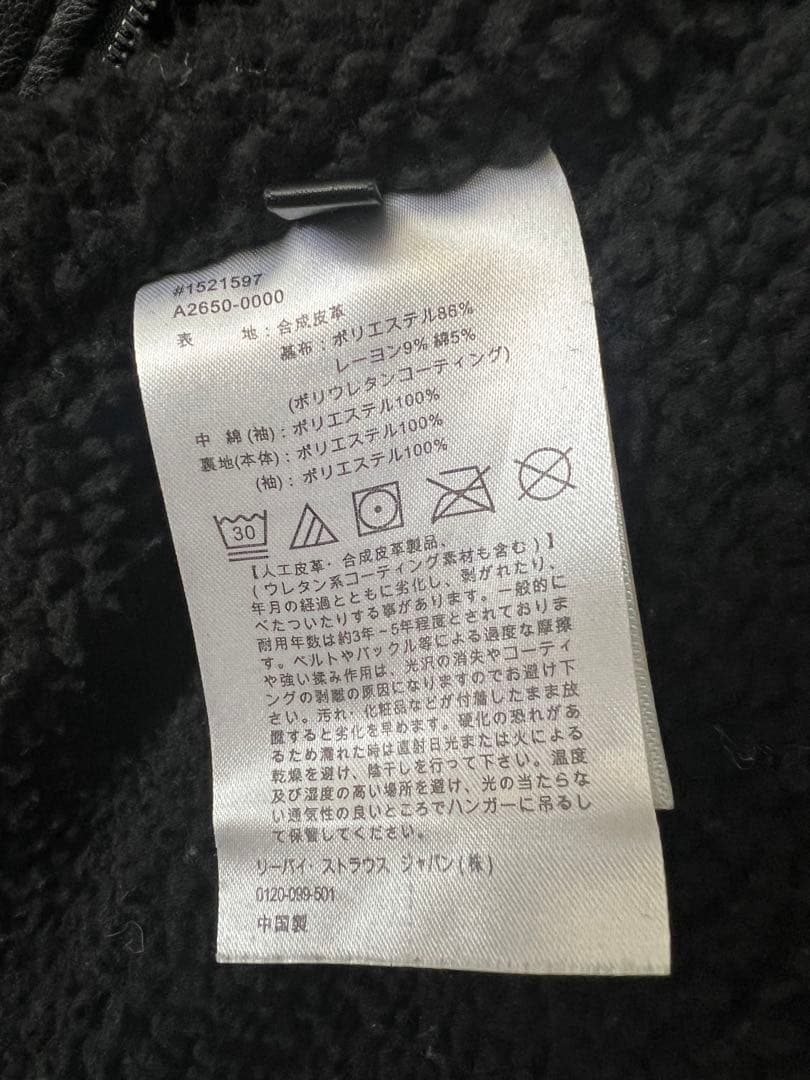 #1521597
A2650-0000
表　　地：合成皮革
基布：ポリエステル86%
レーヨン9% 綿5%
(ポリウレタンコーティング)
中　綿(袖)：ポリエステル100%
裏地(本体)：ポリエステル100%
(袖)：ポリエステル100%
30
【人工皮革・合成皮革製品、
(ウレタン系コーティング素材も含む)】
年月の経過とともに劣化し、剥がれたり、
べたついたりする事があります。一般的に
耐用年数は約3年～5年程度とされておりま
す。ベルトやバックル等による過度な摩擦
や強い揉み作用は、光沢の消失やコーティ
ングの剥離の原因になりますのでお避け下
さい。汚れ、化粧品などが付着したまま放
置すると劣化を早めます。硬化の恐れがあ
るため濡れた時は直射日光または火による
乾燥を避け、陰干しを行って下さい。温度
及び湿度の高い場所を避け、光の当たらな
い通気性の良いところでハンガーに吊るし
て保管してください。
リーバイ・ストラウス ジャパン(株)
0120-099-501
中国製